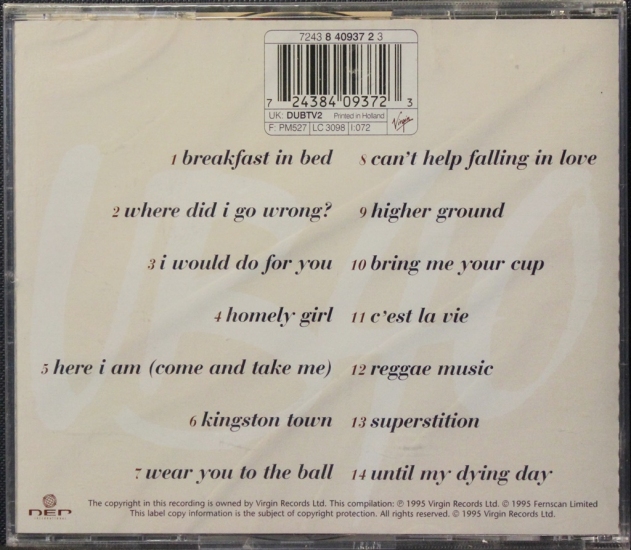 7243 8 40937 2 3
7 24384 09372 3
UK: DUBTV2 Printed in Holland
F: PM527 LC 3098 I:072
Virgin
1 breakfast in bed
2 where did i go wrong?
3 i would do for you
4 homely girl
5 here i am (come and take me)
6 kingston town
7 wear you to the ball
8 can't help falling in love
9 higher ground
10 bring me your cup
11 c'est la vie
12 reggae music
13 superstition
14 until my dying day
UB40
DEP
INTERNATIONAL
The copyright in this recording is owned by Virgin Records Ltd. This compilation: ℗ 1995 Virgin Records Ltd. © 1995 Fernscan Limited
This label copy information is the subject of copyright protection. All rights reserved. © 1995 Virgin Records Ltd.